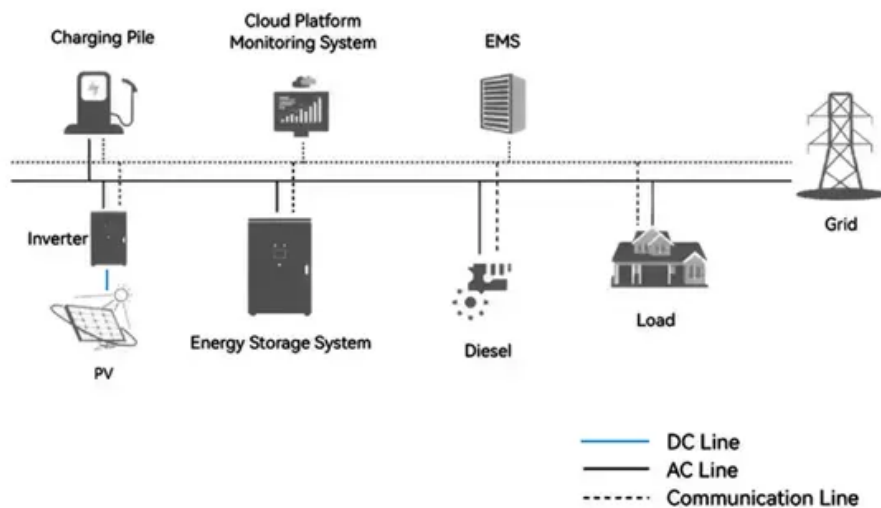 Charging Pile
Cloud Platform
Monitoring System
EMS
Grid
Inverter
PV
Energy Storage System
Diesel
Load
DC Line
AC Line
Communication Line